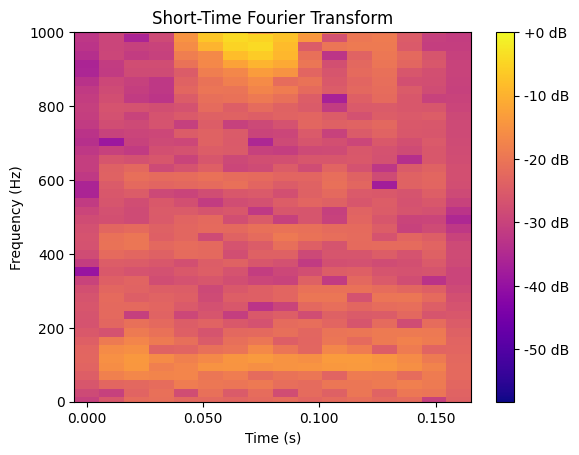 Short-Time Fourier Transform
Frequency (Hz)
1000
800
600
400
200
0
0.000
0.050
0.100
0.150
Time (s)
+0 dB
-10 dB
-20 dB
-30 dB
-40 dB
-50 dB